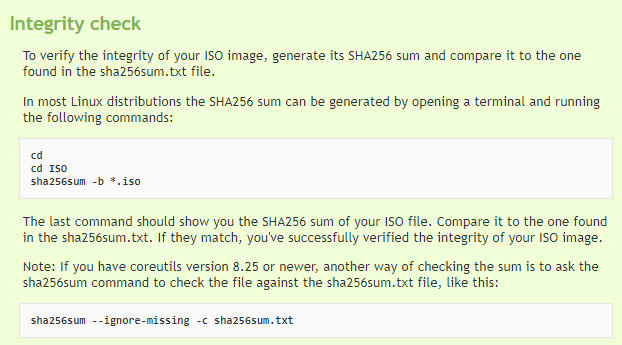 Integrity check
To verify the integrity of your ISO image, generate its SHA256 sum and compare it to the one
found in the sha256sum.txt file.
In most Linux distributions the SHA256 sum can be generated by opening a terminal and running
the following commands:
cd
cd ISO
sha256sum -b *.iso
The last command should show you the SHA256 sum of your ISO file. Compare it to the one found
in the sha256sum.txt. If they match, you've successfully verified the integrity of your ISO image.
Note: If you have coreutils version 8.25 or newer, another way of checking the sum is to ask the
sha256sum command to check the file against the sha256sum.txt file, like this:
sha256sum --ignore-missing -c sha256sum.txt